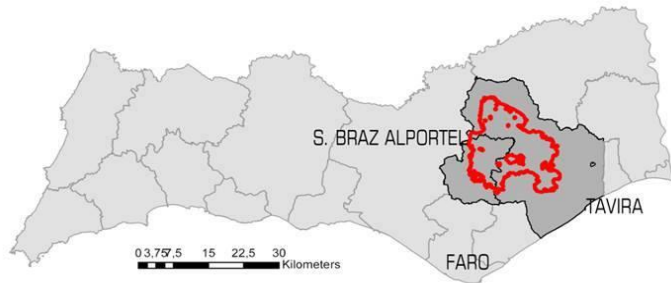 S. BRAZ ALPORTEL
TAVIRA
FARO
0 3,75 7,5 15 22,5 30
Kilometers